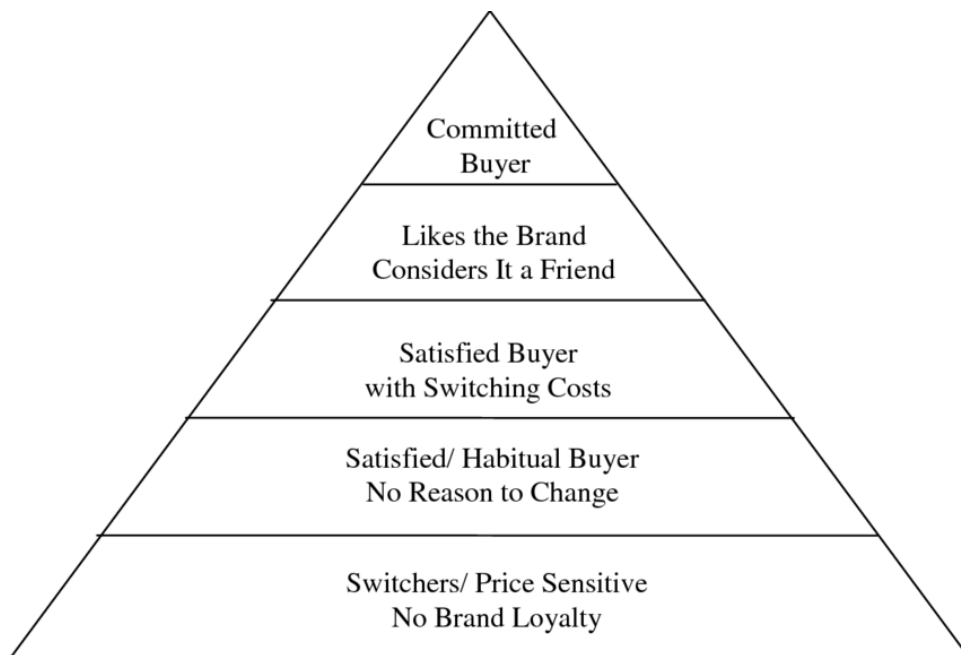 Committed
Buyer
Likes the Brand
Considers It a Friend
Satisfied Buyer
with Switching Costs
Satisfied/ Habitual Buyer
No Reason to Change
Switchers/ Price Sensitive
No Brand Loyalty